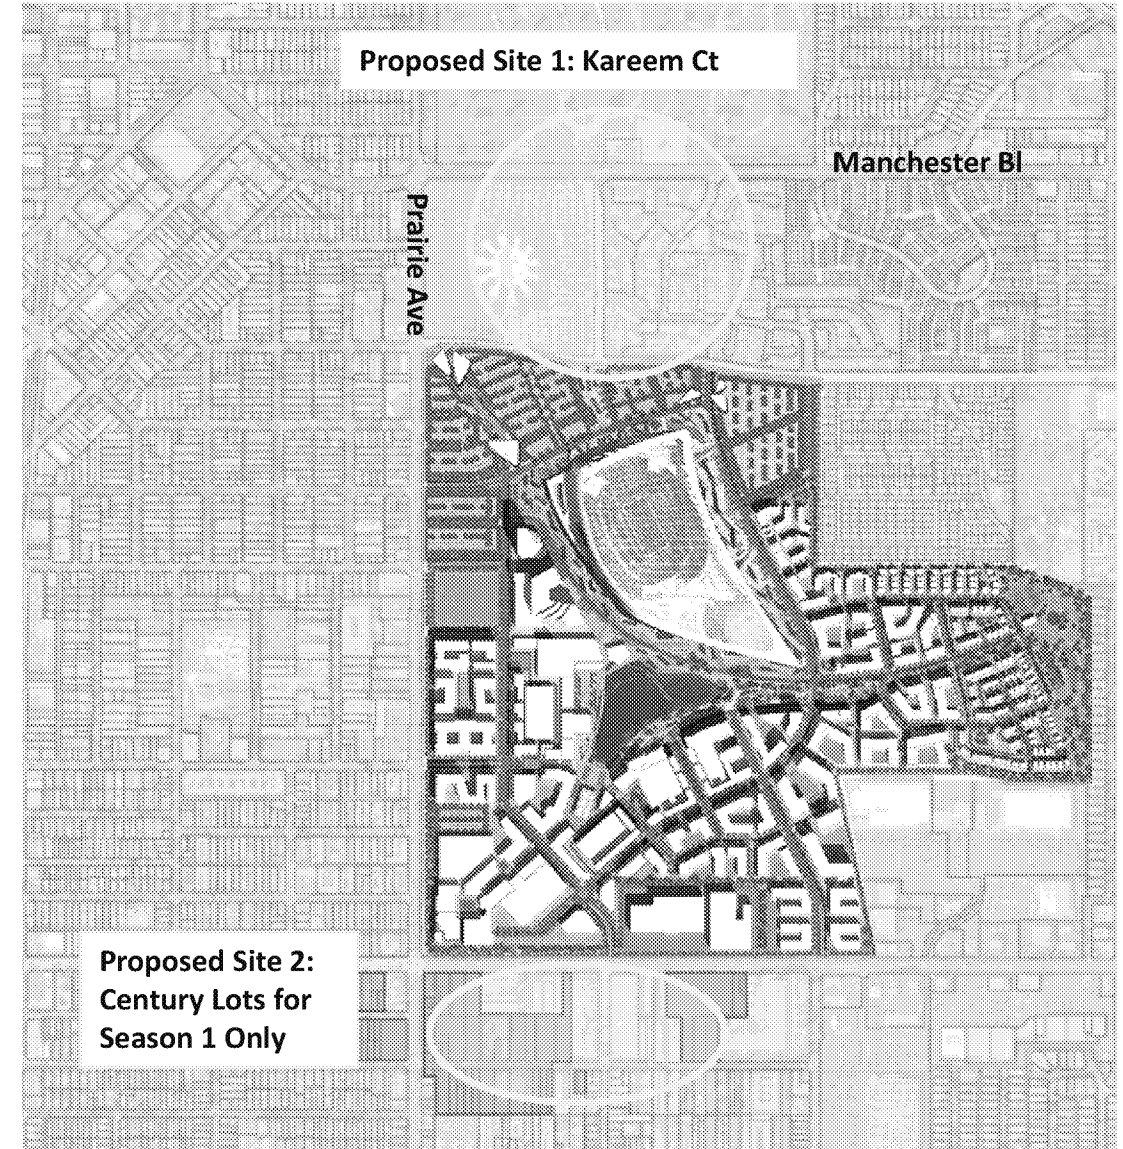 Proposed Site 1: Kareem Ct
Manchester Bl
Prairie Ave
Proposed Site 2:
Century Lots for
Season 1 Only